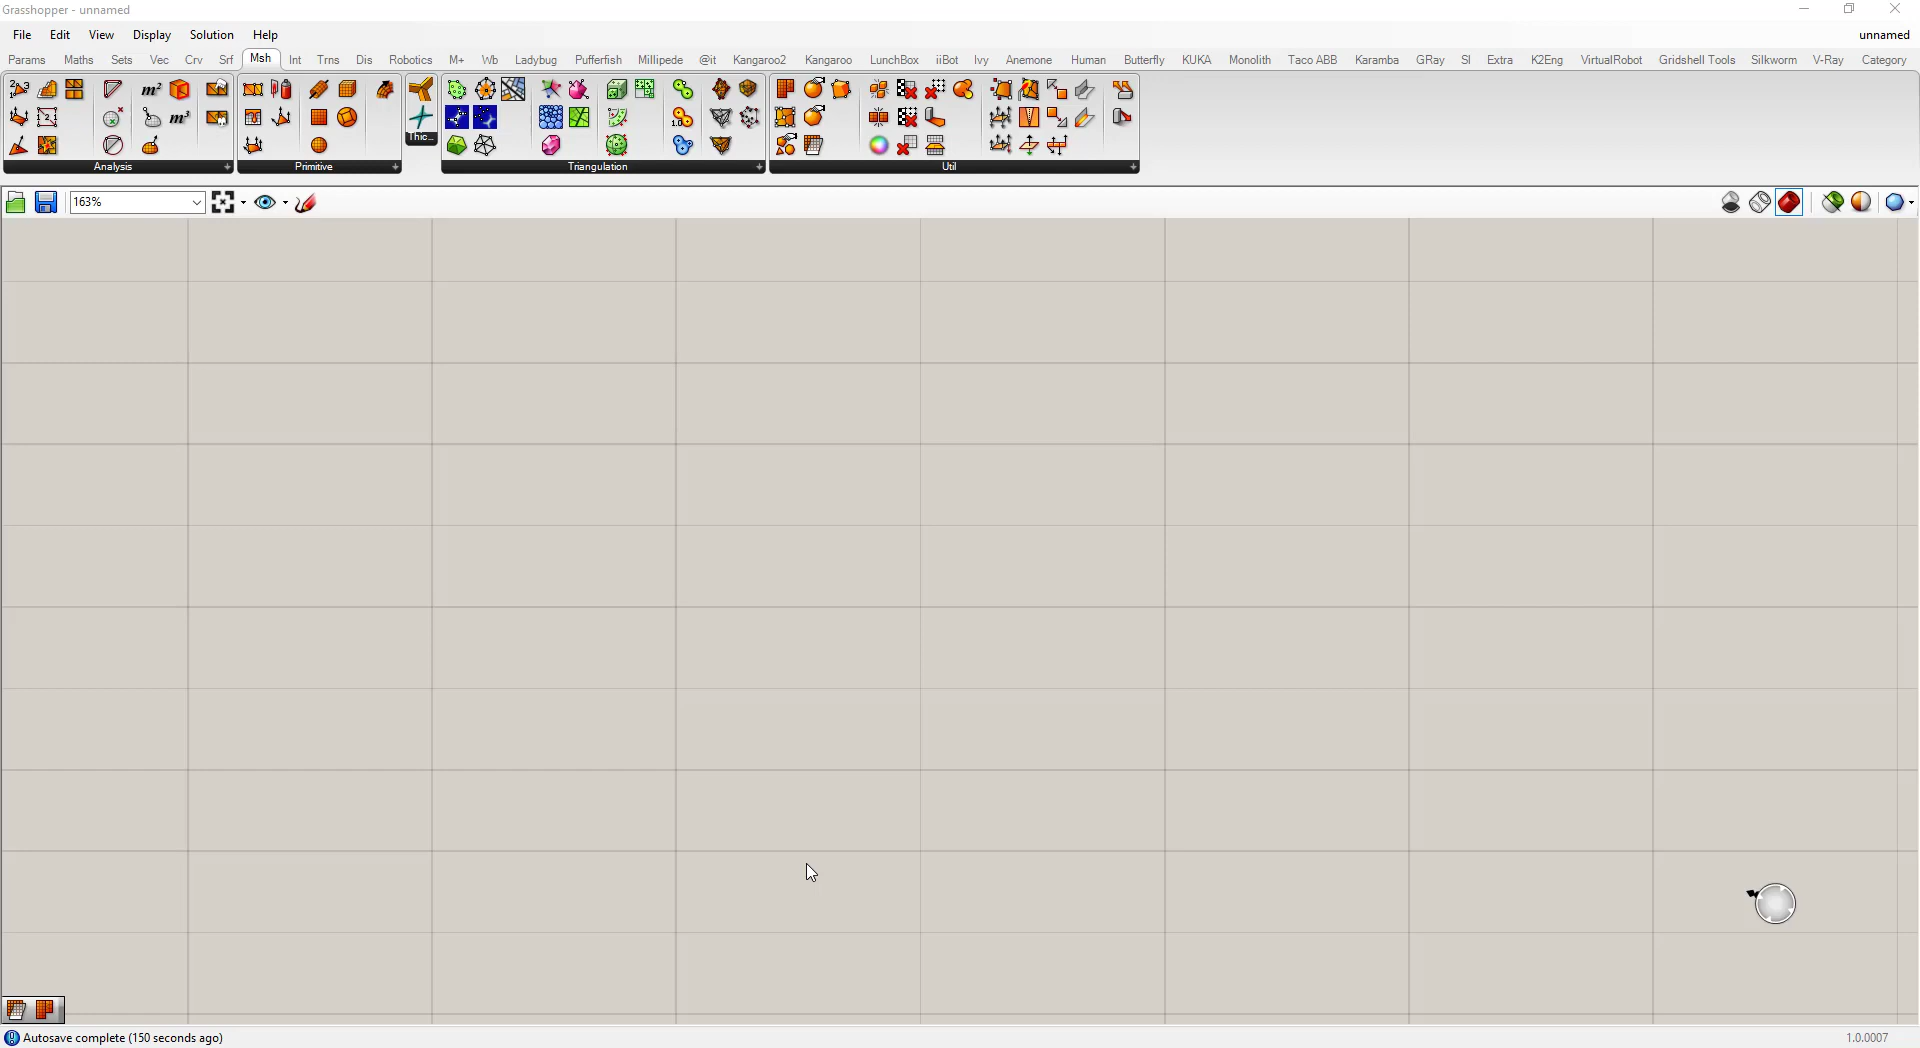 Grasshopper - unnamed
File Edit View Display Solution Help unnamed
Params Maths Sets Vec Crv Srf Msh Int Trns Dis Robotics M+ Wb Ladybug Pufferfish Millipede @it Kangaroo2 Kangaroo LunchBox iiBot Ivy Anemone Human Butterfly KUKA Monolith Taco ABB Karamba GRay SI Extra K2Eng VirtualRobot Gridshell Tools Silkworm V-Ray Category
m²
m³
Thic...
Analysis Primitive Triangulation Util
163%
Autosave complete (150 seconds ago) 1.0.0007